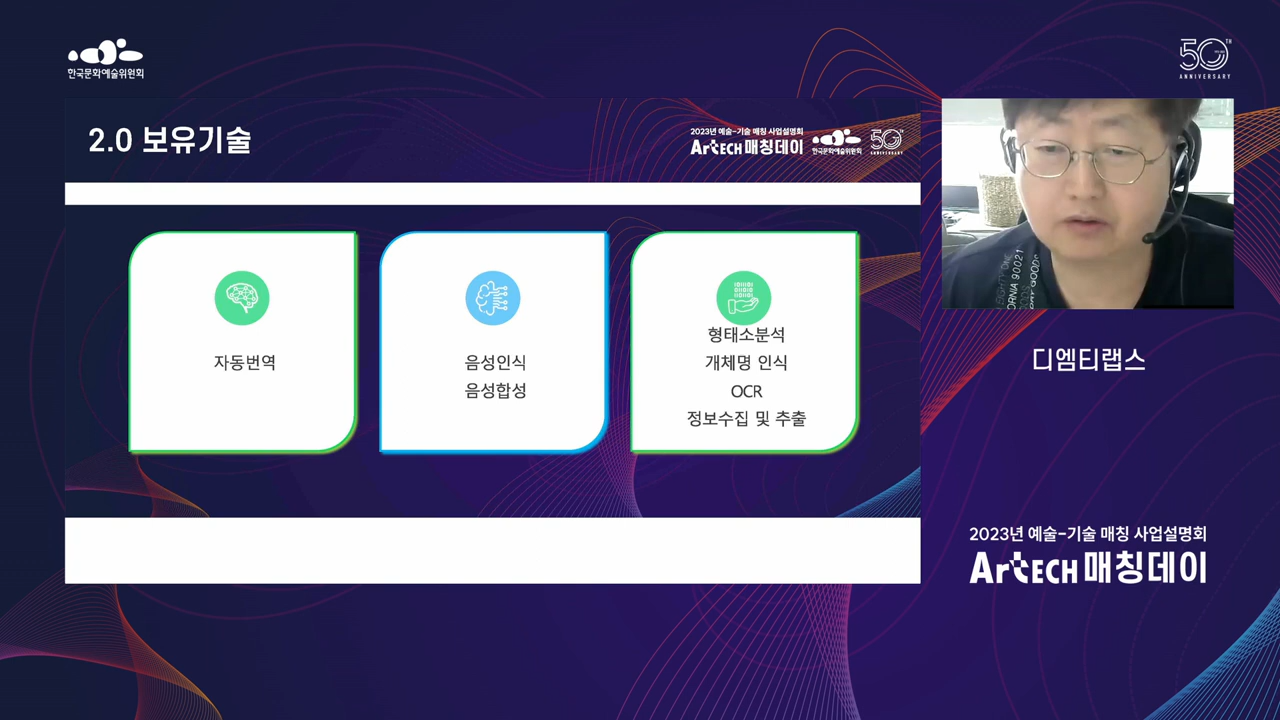 한국문화예술위원회
50TH
ANNIVERSARY
2.0 보유기술
2023년 예술-기술 매칭 사업설명회
ArtECH 매칭데이
한국문화예술위원회
50TH
ANNIVERSARY
자동번역
음성인식
음성합성
형태소분석
개체명 인식
OCR
정보수집 및 추출
ORNIA 90021
디엠티랩스
2023년 예술-기술 매칭 사업설명회
ArtECH 매칭데이